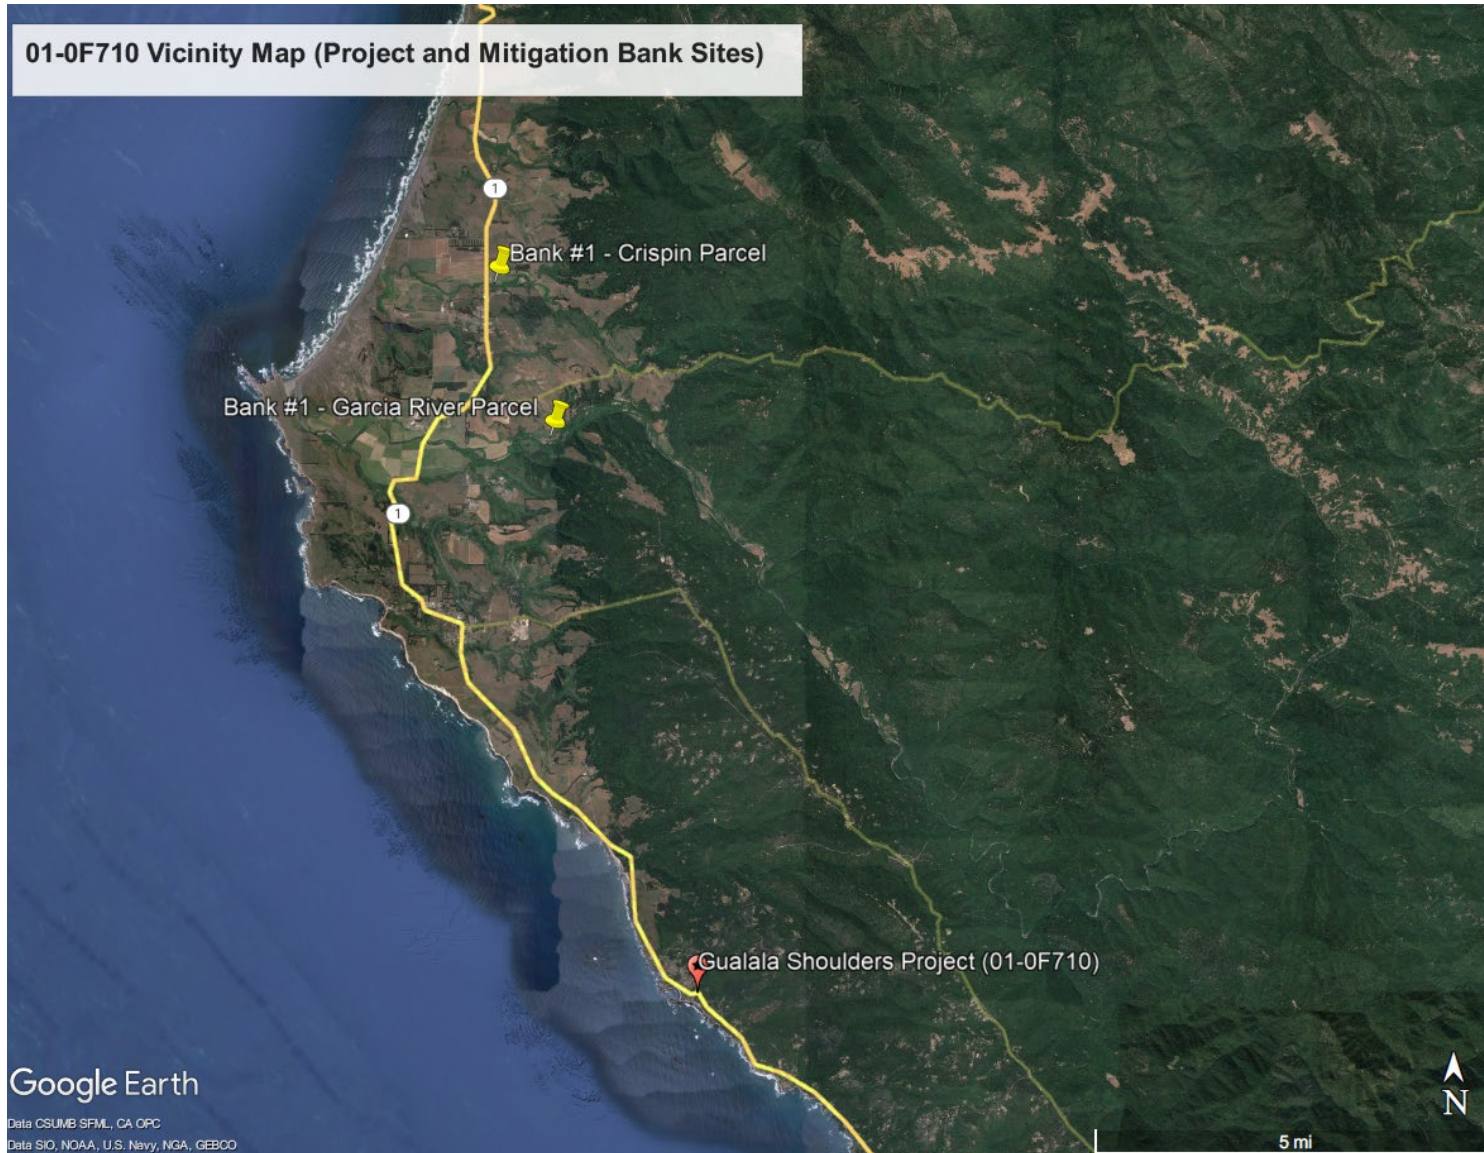 01-0F710 Vicinity Map (Project and Mitigation Bank Sites)
1
Bank #1 - Crispin Parcel
Bank #1 - Garcia River Parcel
1
Gualala Shoulders Project (01-0F710)
Google Earth
N
Data CSUMB SFML, CA OPC
Data SIO, NOAA, U.S. Navy, NGA, GEBCO
5 mi